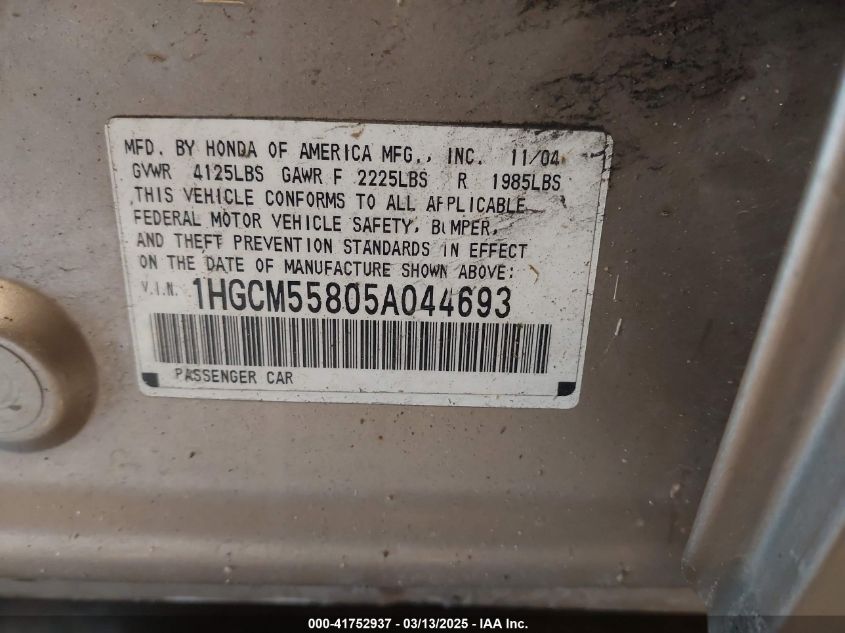 MFD. BY HONDA OF AMERICA MFG., INC. 11/04
GVWR 4125LBS GAWR F 2225LBS R 1985LBS
THIS VEHICLE CONFORMS TO ALL APPLICABLE
FEDERAL MOTOR VEHICLE SAFETY, BUMPER,
AND THEFT PREVENTION STANDARDS IN EFFECT
ON THE DATE OF MANUFACTURE SHOWN ABOVE:
V.I.N. 1HGCM55805A044693
PASSENGER CAR
000-41752937 - 03/13/2025 - IAA Inc.